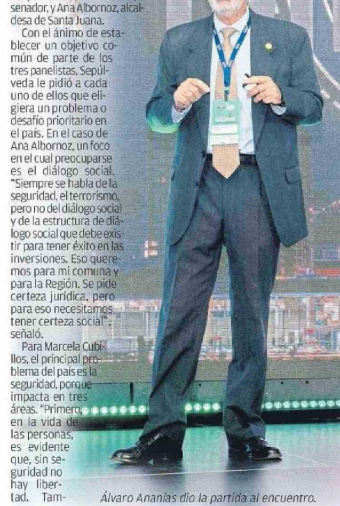 senador, y Ana Albornoz, alcal-
desa de Santa Juana.
Con el ánimo de esta-
blecer un objetivo co-
mún de parte de los
tres panelistas, Sepúl-
veda le pidió a cada
uno de ellos que eli-
giera un problema o
desafío prioritario en
el país. En el caso de
Ana Albornoz, un foco
en el cual preocuparse
es el diálogo social.
"Siempre se habla de la
seguridad, el terrorismo,
pero no del diálogo social
y de la estructura de diá-
logo social que debe exis-
tir para tener éxito en las
inversiones. Eso quere-
mos para mi comuna y
para la Región. Se pide
certeza jurídica, pero
para eso necesitamos
tener certeza social",
señaló.
Para Marcela Cubi-
llos, el principal pro-
blema del país es la
seguridad, porque
impacta en tres
áreas. "Primero,
en la vida de
las personas,
es evidente
que, sin se-
guridad no
hay liber-
tad. Tam-
Álvaro Ananías dio la partida al encuentro.